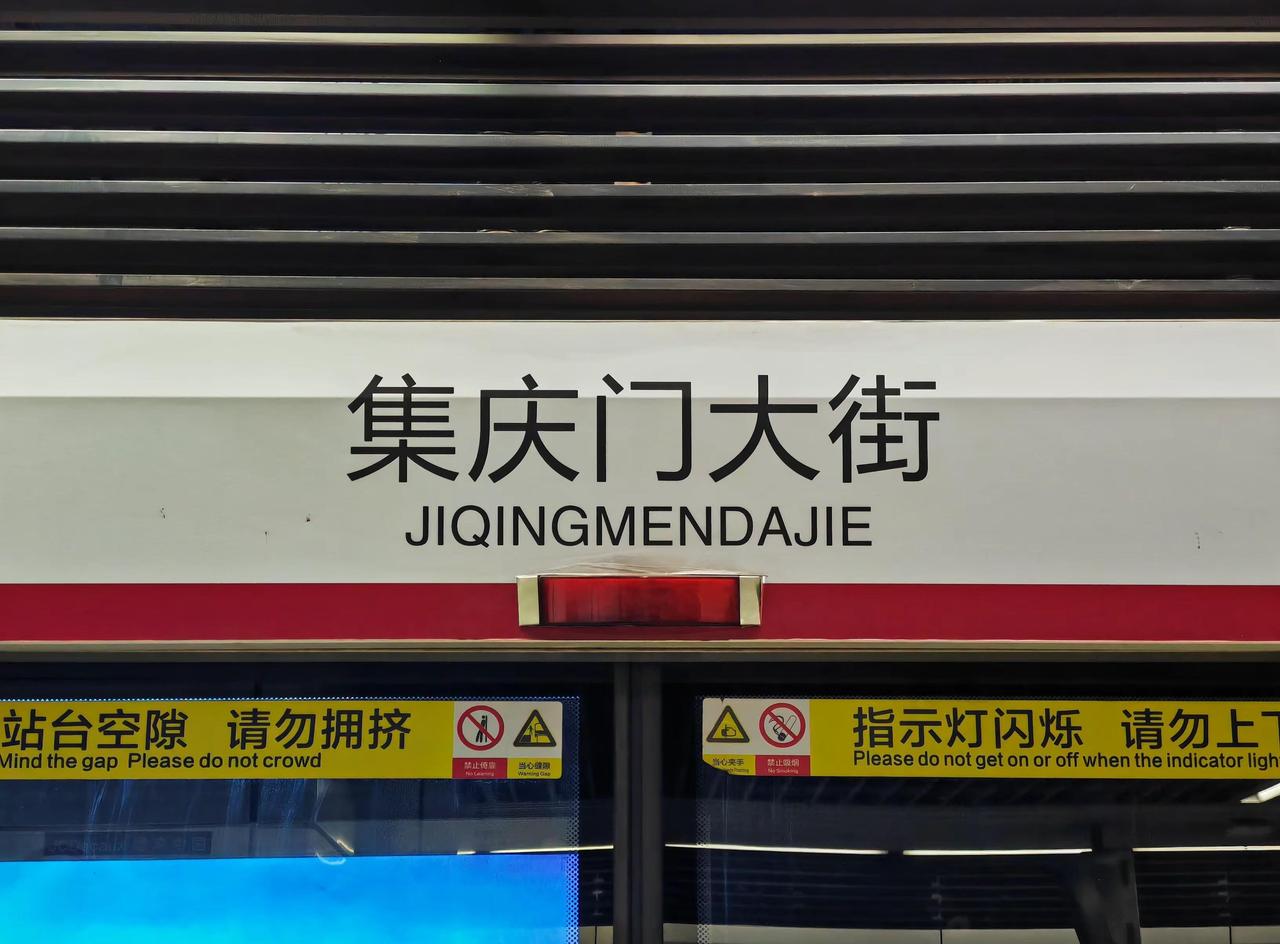 集庆门大街
JIQINGMENDAJIE
站台空隙 请勿拥挤
Mind the gap Please do not crowd
禁止倚靠
No Leaning
当心缝隙
Warning Gap
当心夹手
禁止吸烟
No Smoking
指示灯闪烁 请勿上下
Please do not get on or off when the indicator ligh
JCDecaux